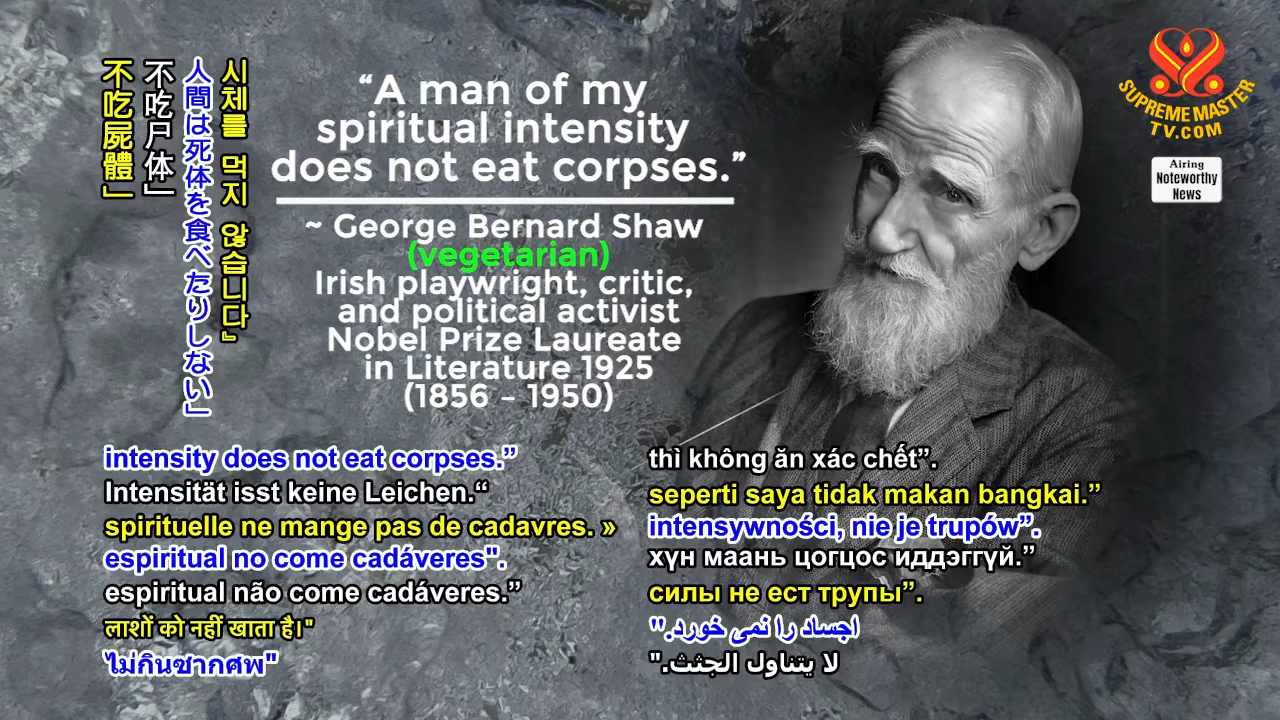 “A man of my
spiritual intensity
does not eat corpses.”
~ George Bernard Shaw
(vegetarian)
Irish playwright, critic,
and political activist
Nobel Prize Laureate
in Literature 1925
(1856 – 1950)
시체를 먹지 않습니다』
人間は死体を食べたりしない」
不吃尸体」
不吃屍體」
intensity does not eat corpses.”
Intensität isst keine Leichen.“
spirituelle ne mange pas de cadavres. »
espiritual no come cadáveres".
espiritual não come cadáveres.”
लाशों को नहीं खाता है।"
ไม่กินซากศพ"
thì không ăn xác chết”.
seperti saya tidak makan bangkai.”
intensywności, nie je trupów”.
хүн маань цогцос иддэггүй.”
силы не ест трупы”.
اجساد را نمی خورد."
لا يتناول الجثث."
SUPREME MASTER
TV.COM
Airing
Noteworthy
News